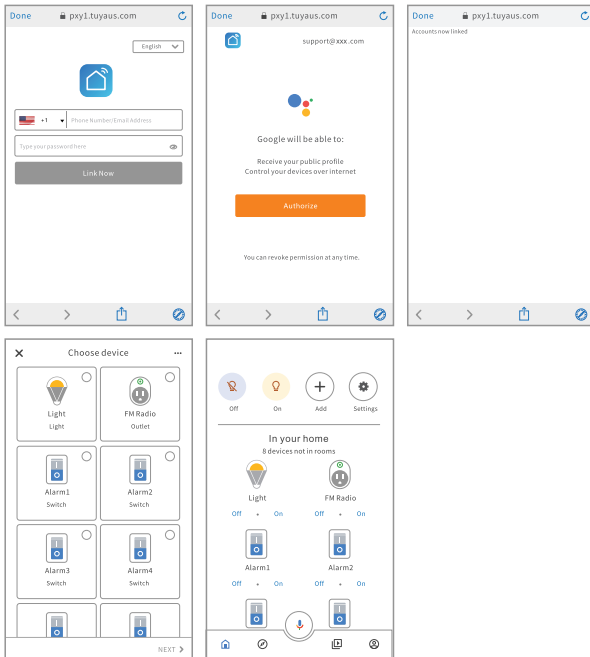 Done pxy1.tuyaus.com
English
+1 Phone Number/Email Address
Type your password here
Link Now
Done pxy1.tuyaus.com
support@xxx.com
Google will be able to:
Receive your public profile
Control your devices over internet
Authorize
You can revoke permission at any time.
Done pxy1.tuyaus.com
Accounts now linked
Choose device
Light FM Radio
Light Outlet
Alarm1 Alarm2
Switch Switch
Alarm3 Alarm4
Switch Switch
NEXT
Off On Add Settings
In your home
8 devices not in rooms
Light FM Radio
Off • On Off • On
Alarm1 Alarm2
Off • On Off • On